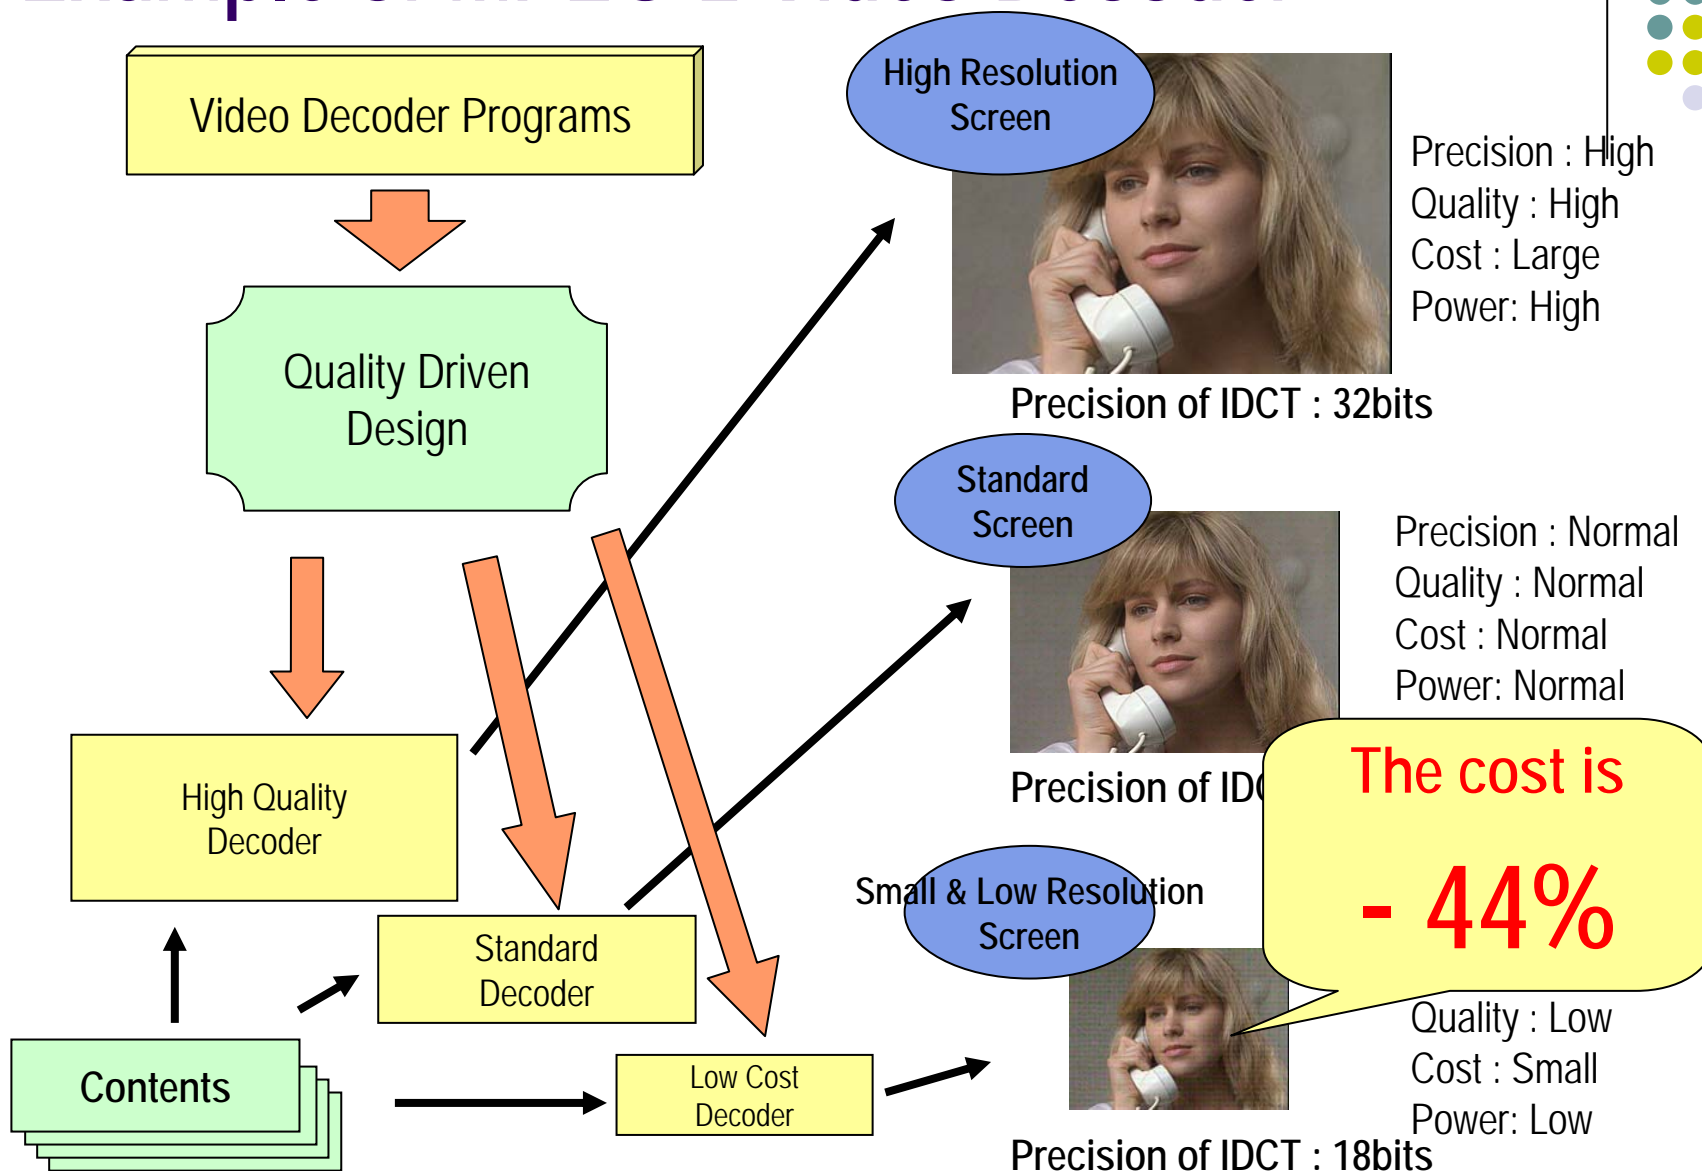 Video Decoder Programs
Quality Driven
Design
High Quality
Decoder
Standard
Decoder
Low Cost
Decoder
Contents
High Resolution
Screen
Precision : High
Quality : High
Cost : Large
Power: High
Precision of IDCT : 32bits
Standard
Screen
Precision : Normal
Quality : Normal
Cost : Normal
Power: Normal
Precision of
The cost is
- 44%
Small & Low Resolution
Screen
Quality : Low
Cost : Small
Power: Low
Precision of IDCT : 18bits